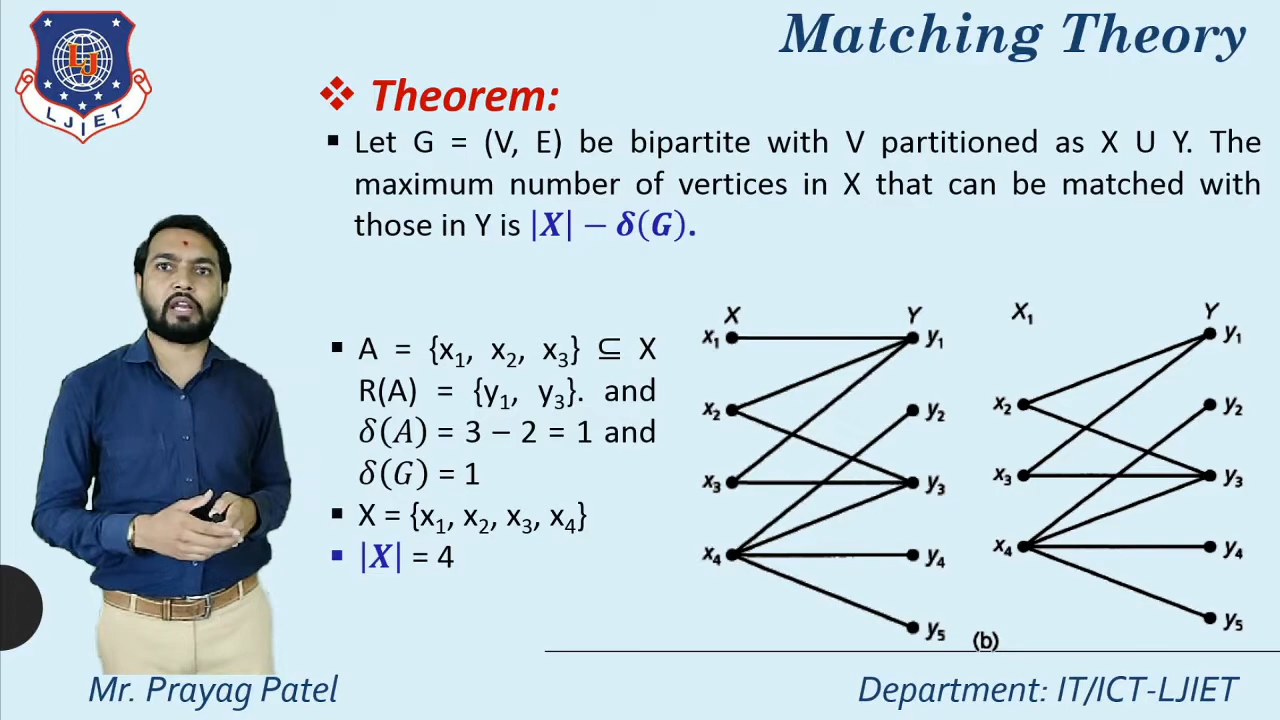 LJ
LJIET
Matching Theory
❖ Theorem:
▪ Let G = (V, E) be bipartite with V partitioned as X U Y. The
maximum number of vertices in X that can be matched with
those in Y is |X| − δ(G).
▪ A = {x₁, x₂, x₃} ⊆ X
R(A) = {y₁, y₃}. and
δ(A) = 3 − 2 = 1 and
δ(G) = 1
▪ X = {x₁, x₂, x₃, x₄}
▪ |X| = 4
X Y
x₁ y₁
x₂ y₂
x₃ y₃
x₄ y₄
y₅
X₁ Y
y₁
x₂ y₂
x₃ y₃
x₄ y₄
y₅
(b)
Mr. Prayag Patel
Department: IT/ICT-LJIET